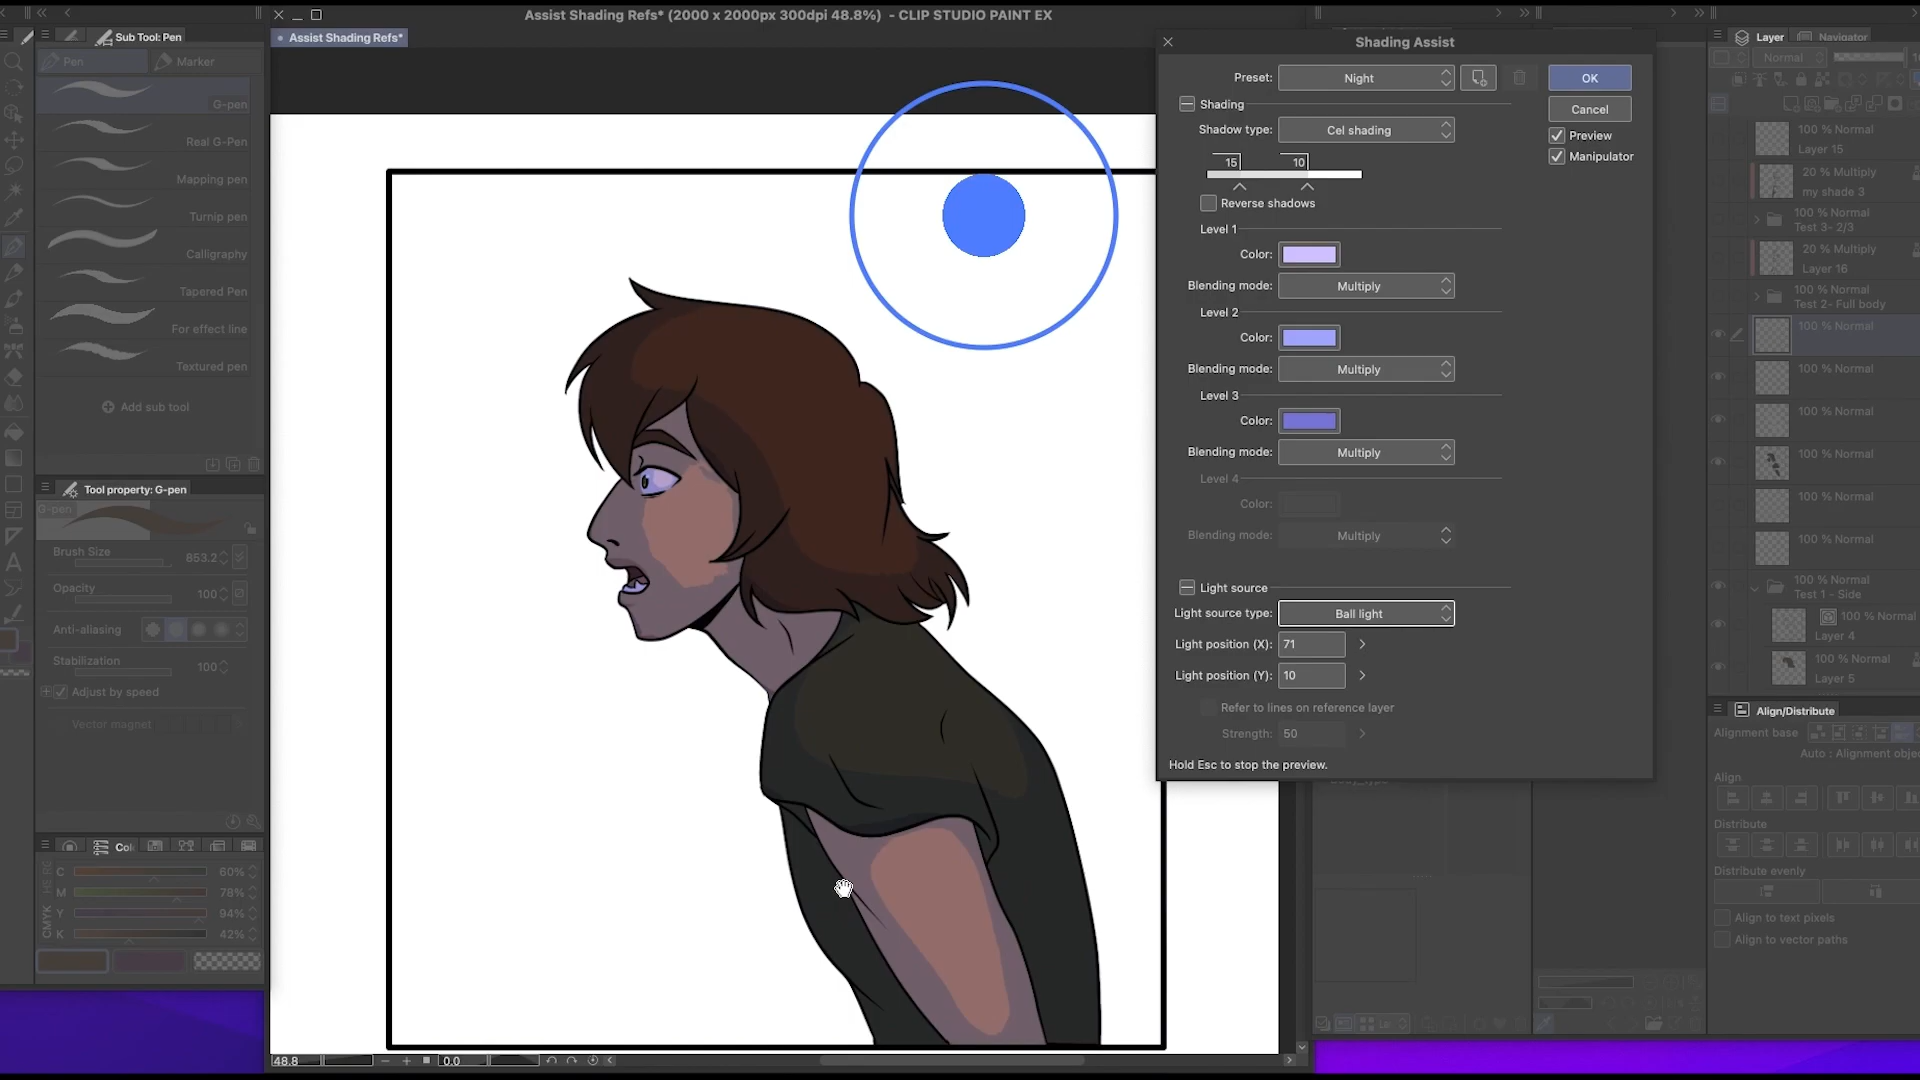 Assist Shading Refs* (2000 x 2000px 300dpi 48.8%) - CLIP STUDIO PAINT EX
Assist Shading Refs*
Sub Tool: Pen
Pen
Marker
G-pen
Real G-Pen
Mapping pen
Turnip pen
Calligraphy
Tapered Pen
For effect line
Textured pen
Add sub tool
Tool property: G-pen
G-pen
Brush Size 853.2
Opacity 100
Anti-aliasing
Stabilization 100
Adjust by speed
Vector magnet
C 60%
M 78%
Y 94%
K 42%
CMYK
48.8
0.0
Shading Assist
Preset: Night
OK
Cancel
Preview
Manipulator
Shading
Shadow type: Cel shading
15 10
Reverse shadows
Level 1
Color:
Blending mode: Multiply
Level 2
Color:
Blending mode: Multiply
Level 3
Color:
Blending mode: Multiply
Level 4
Color:
Blending mode: Multiply
Light source
Light source type: Ball light
Light position (X): 71
Light position (Y): 10
Refer to lines on reference layer
Strength: 50
Hold Esc to stop the preview.
Layer
Navigator
Normal
100 % Normal
Layer 15
20 % Multiply
my shade 3
100 % Normal
Test 3- 2/3
20 % Multiply
Layer 16
100 % Normal
Test 2- Full body
100 % Normal
100 % Normal
100 % Normal
100 % Normal
100 % Normal
100 % Normal
100 % Normal
Test 1 - Side
100 % Normal
Layer 4
100 % Normal
Layer 5
Align/Distribute
Alignment base
Auto : Alignment objec
Align
Distribute
Distribute evenly
Align to text pixels
Align to vector paths